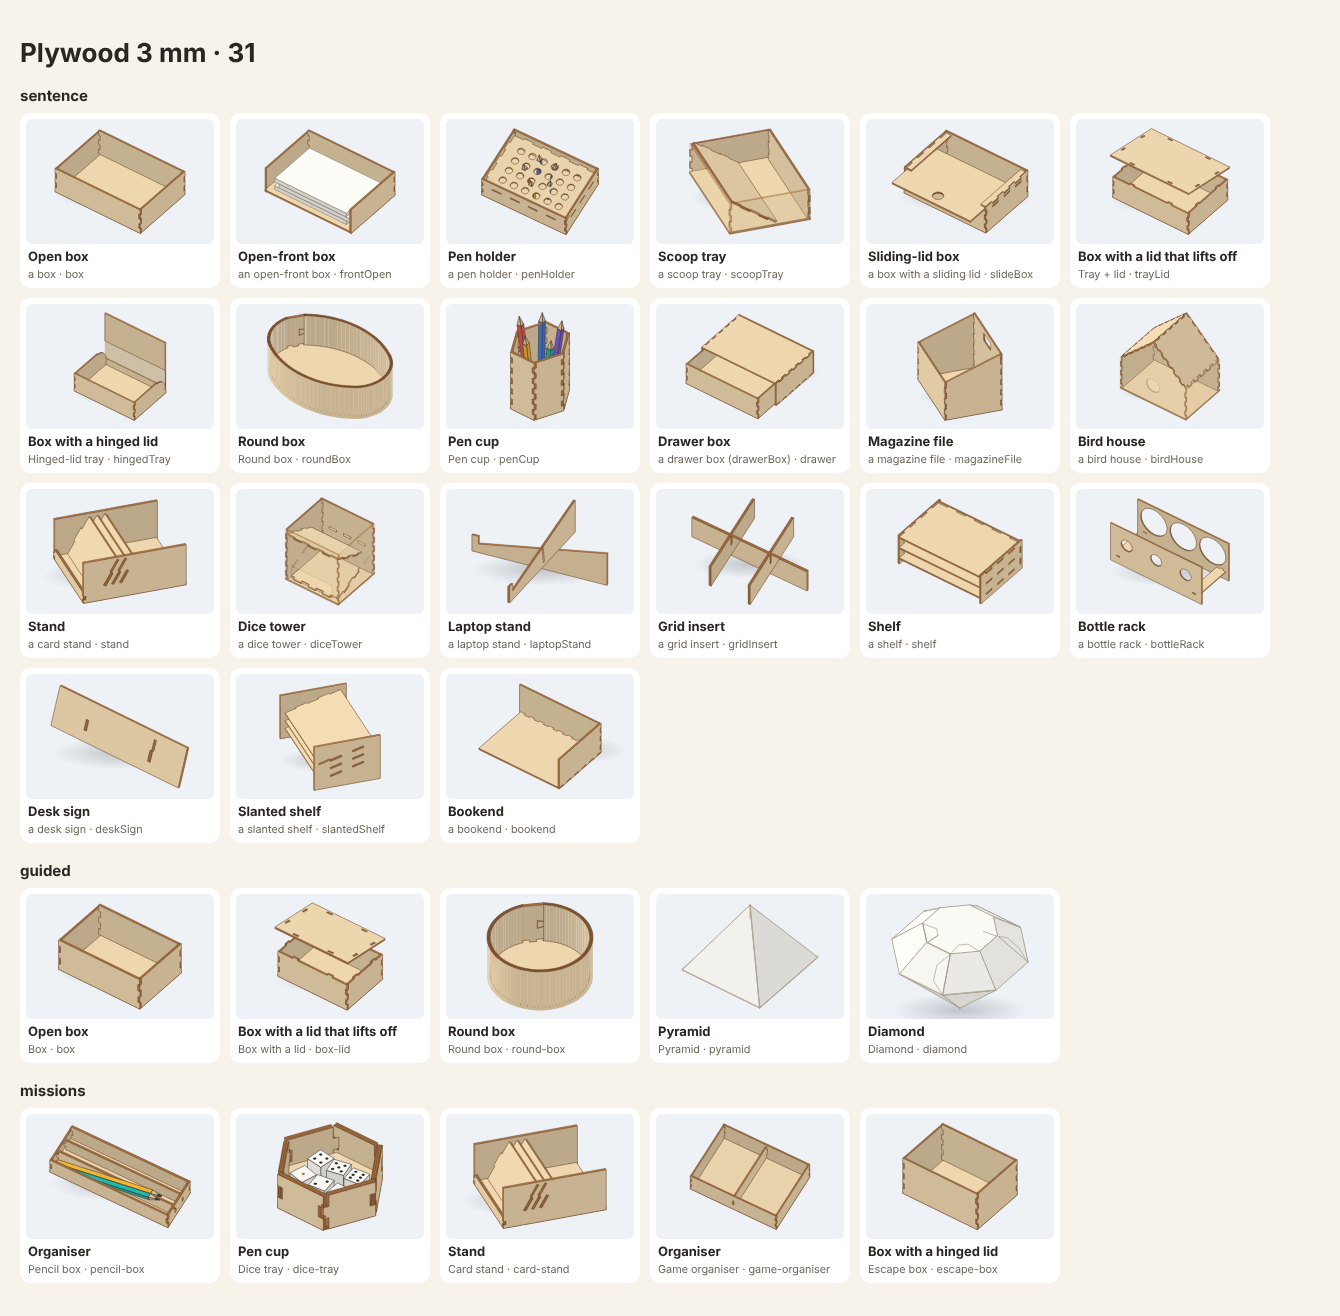 Plywood 3 mm · 31
sentence
Open box
a box · box
Open-front box
an open-front box · frontOpen
Pen holder
a pen holder · penHolder
Scoop tray
a scoop tray · scoopTray
Sliding-lid box
a box with a sliding lid · slideBox
Box with a lid that lifts off
Tray + lid · trayLid
Box with a hinged lid
Hinged-lid tray · hingedTray
Round box
Round box · roundBox
Pen cup
Pen cup · penCup
Drawer box
a drawer box (drawerBox) · drawer
Magazine file
a magazine file · magazineFile
Bird house
a bird house · birdHouse
Stand
a card stand · stand
Dice tower
a dice tower · diceTower
Laptop stand
a laptop stand · laptopStand
Grid insert
a grid insert · gridInsert
Shelf
a shelf · shelf
Bottle rack
a bottle rack · bottleRack
Desk sign
a desk sign · deskSign
Slanted shelf
a slanted shelf · slantedShelf
Bookend
a bookend · bookend
guided
Open box
Box · box
Box with a lid that lifts off
Box with a lid · box-lid
Round box
Round box · round-box
Pyramid
Pyramid · pyramid
Diamond
Diamond · diamond
missions
Organiser
Pencil box · pencil-box
Pen cup
Dice tray · dice-tray
Stand
Card stand · card-stand
Organiser
Game organiser · game-organiser
Box with a hinged lid
Escape box · escape-box